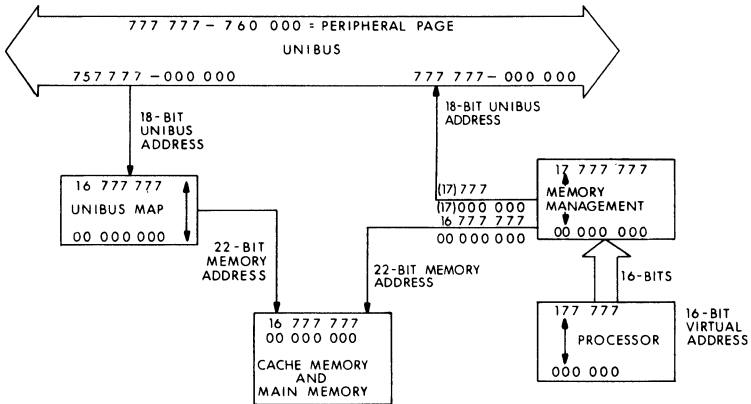 777 777 – 760 000 = PERIPHERAL PAGE
UNIBUS
757 777 – 000 000
777 777 – 000 000
18-BIT
UNIBUS
ADDRESS
18-BIT UNIBUS
ADDRESS
16 777 777
UNIBUS MAP
00 000 000
(17)777
(17)000 000
16 777 777
00 000 000
17 777 777
MEMORY
MANAGEMENT
00 000 000
22-BIT
MEMORY
ADDRESS
22-BIT MEMORY
ADDRESS
16-BITS
16 777 777
00 000 000
CACHE MEMORY
AND
MAIN MEMORY
177 777
PROCESSOR
000 000
16-BIT
VIRTUAL
ADDRESS